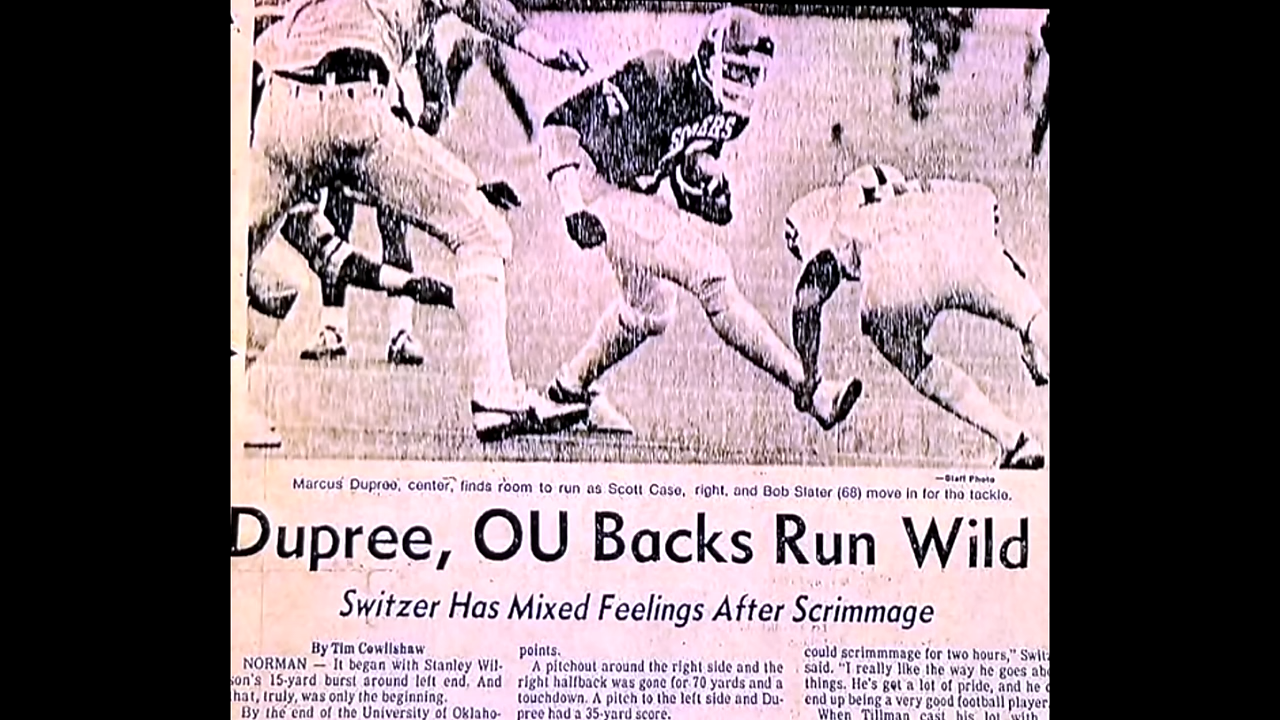 SOONERS
—Staff Photo
Marcus Dupree, center, finds room to run as Scott Case, right, and Bob Slater (68) move in for the tackle.
Dupree, OU Backs Run Wild
Switzer Has Mixed Feelings After Scrimmage
By Tim Cowlishaw
NORMAN — It began with Stanley Wil-
son's 15-yard burst around left end. And
hat, truly, was only the beginning.
By the end of the University of Oklaho-
points.
A pitchout around the right side and the
right halfback was gone for 70 yards and a
touchdown. A pitch to the left side and Du-
pree had a 35-yard score.
could scrimmmage for two hours," Switz
said. "I really like the way he goes abo
things. He's got a lot of pride, and he c
end up being a very good football player
When Tillman cast his lot with